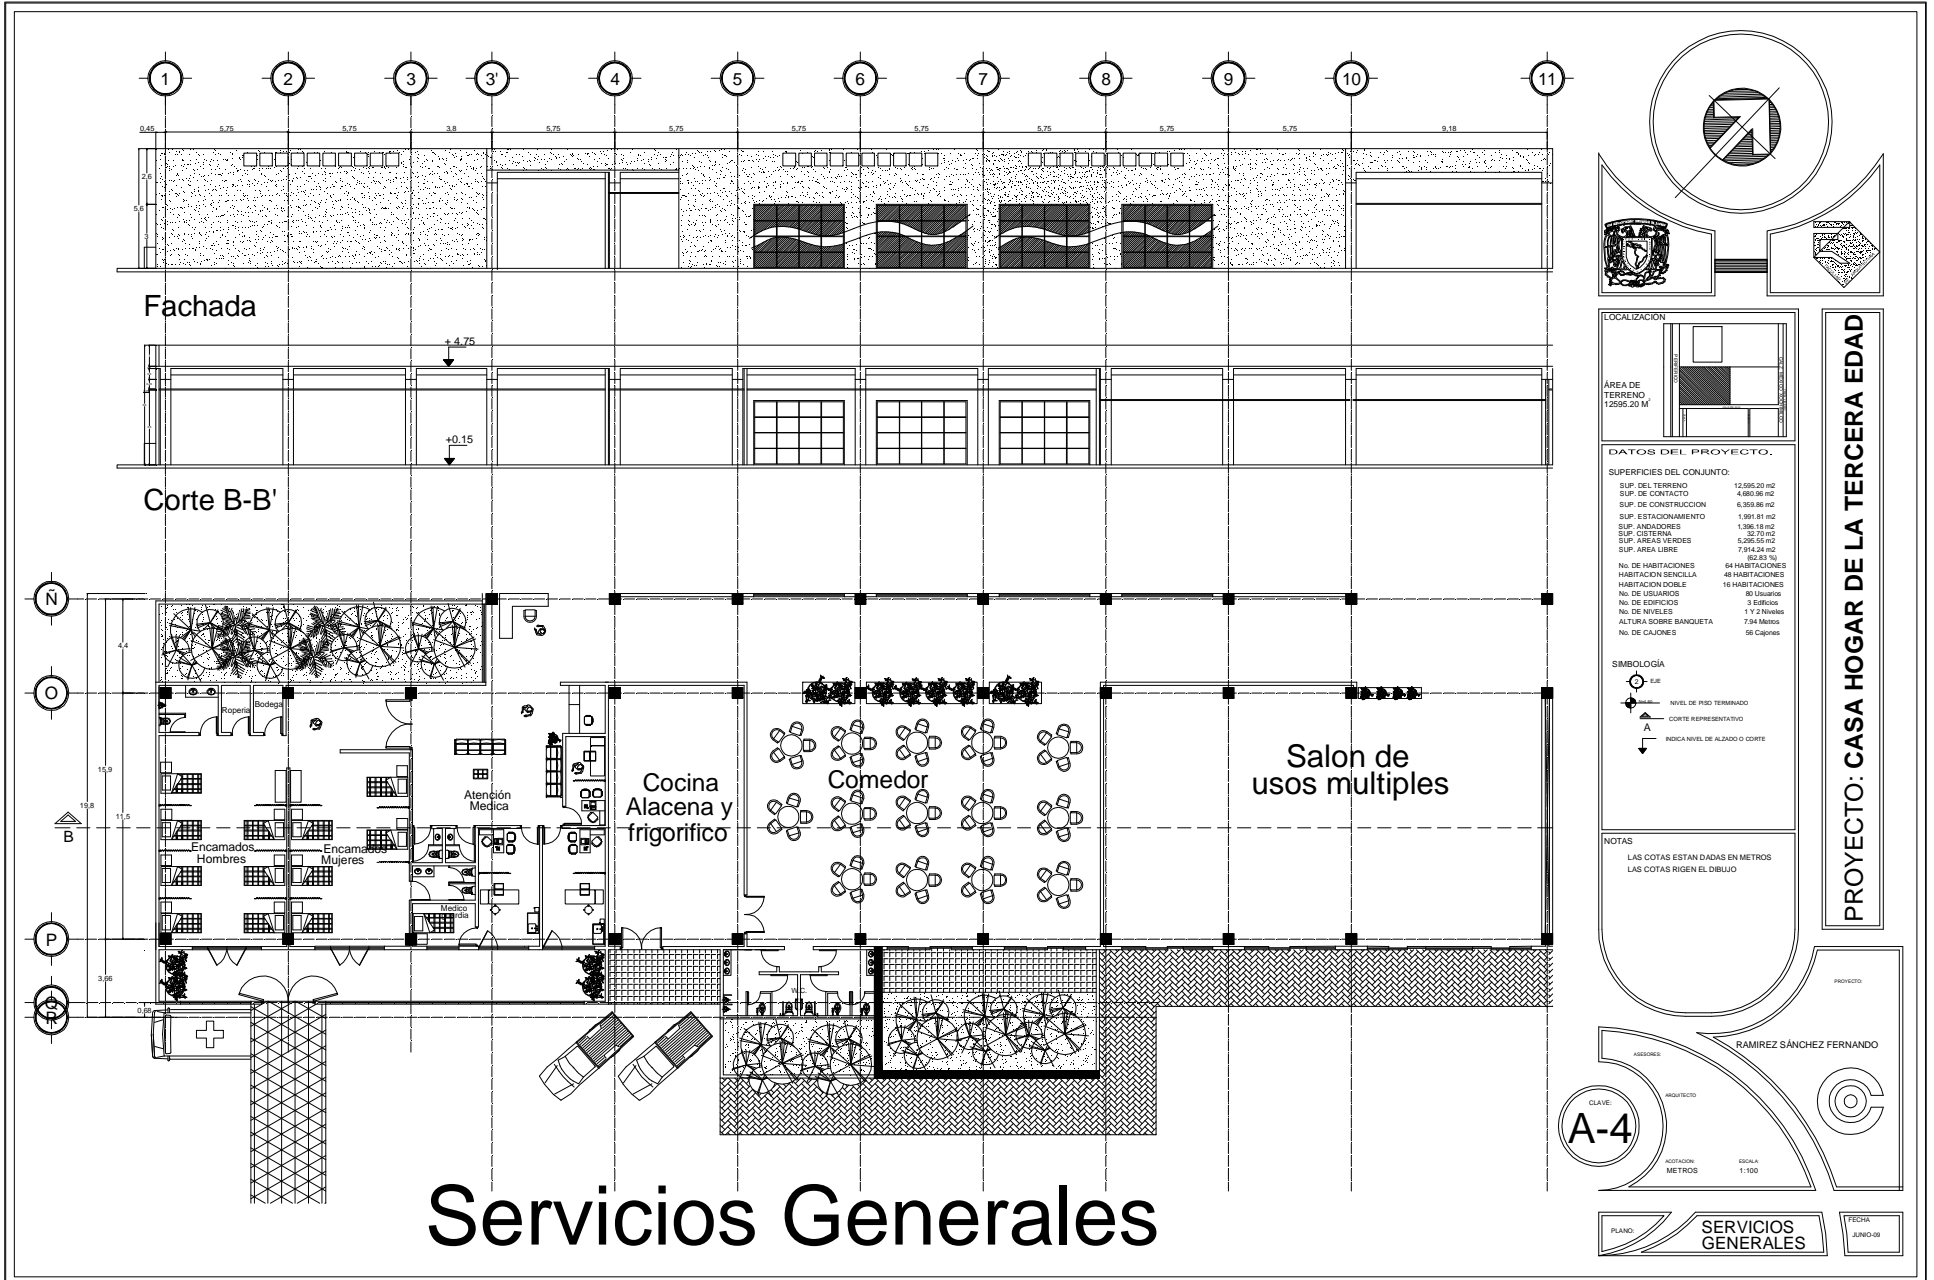 1 2 3 3' 4 5 6 7 8 9 10 11
0,45 5,75 5,75 3,8 5,75 5,75 5,75 5,75 5,75 5,75 5,75 9,18
2,6
5,6
3
Fachada
+ 4.75
+0.15
Corte B-B'
Ñ
O
P
Q
R
4,4
15,9
19,8
11,5
3,66
0,68
B
Roperia
Bodega
Atención
Medica
Encamados
Hombres
Encamados
Mujeres
Medico
Cocina
Alacena y
frigorifico
Comedor
Salon de
usos multiples
W.C.
Servicios Generales
LOCALIZACIÓN
PERIFERICO
ÁREA DE
TERRENO
12595.20 M²
DATOS DEL PROYECTO.
SUPERFICIES DEL CONJUNTO:
SUP. DEL TERRENO 12,595.20 m2
SUP. DE CONTACTO 4,680.96 m2
SUP. DE CONSTRUCCION 6,359.86 m2
SUP. ESTACIONAMIENTO 1,991.81 m2
SUP. ANDADORES 1,396.18 m2
SUP. CISTERNA 32.70 m2
SUP. AREAS VERDES 5,295.55 m2
SUP. AREA LIBRE 7,914.24 m2
(62.83 %)
No. DE HABITACIONES 64 HABITACIONES
HABITACION SENCILLA 48 HABITACIONES
HABITACION DOBLE 16 HABITACIONES
No. DE USUARIOS 80 Usuarios
No. DE EDIFICIOS 3 Edificios
No. DE NIVELES 1 Y 2 Niveles
ALTURA SOBRE BANQUETA 7.94 Metros
No. DE CAJONES 56 Cajones
SIMBOLOGÍA
2 EJE
NIVEL DE PISO TERMINADO
CORTE REPRESENTATIVO
A
INDICA NIVEL DE ALZADO O CORTE
NOTAS
LAS COTAS ESTAN DADAS EN METROS
LAS COTAS RIGEN EL DIBUJO
PROYECTO: CASA HOGAR DE LA TERCERA EDAD
PROYECTO:
RAMIREZ SÁNCHEZ FERNANDO
ASESORES:
ARQUITECTO
CLAVE:
A-4
ACOTACION:
METROS
ESCALA:
1:100
PLANO:
SERVICIOS
GENERALES
FECHA
JUNIO-09